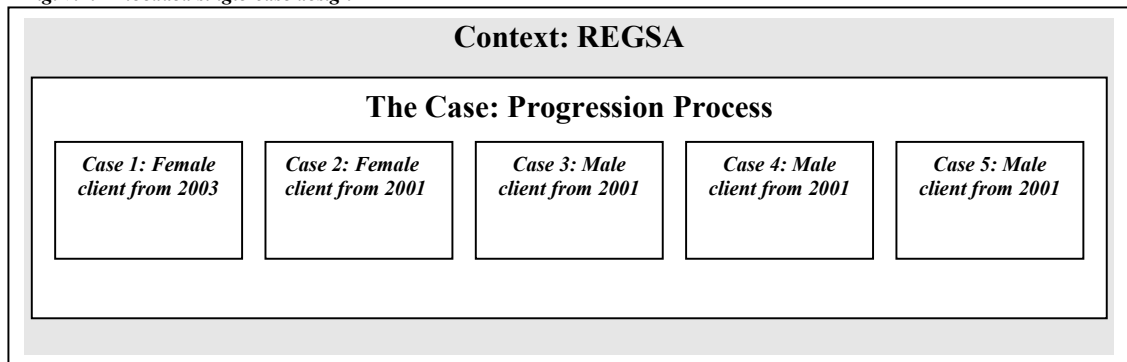 Context: REGSA
The Case: Progression Process
Case 1: Female
client from 2003
Case 2: Female
client from 2001
Case 3: Male
client from 2001
Case 4: Male
client from 2001
Case 5: Male
client from 2001